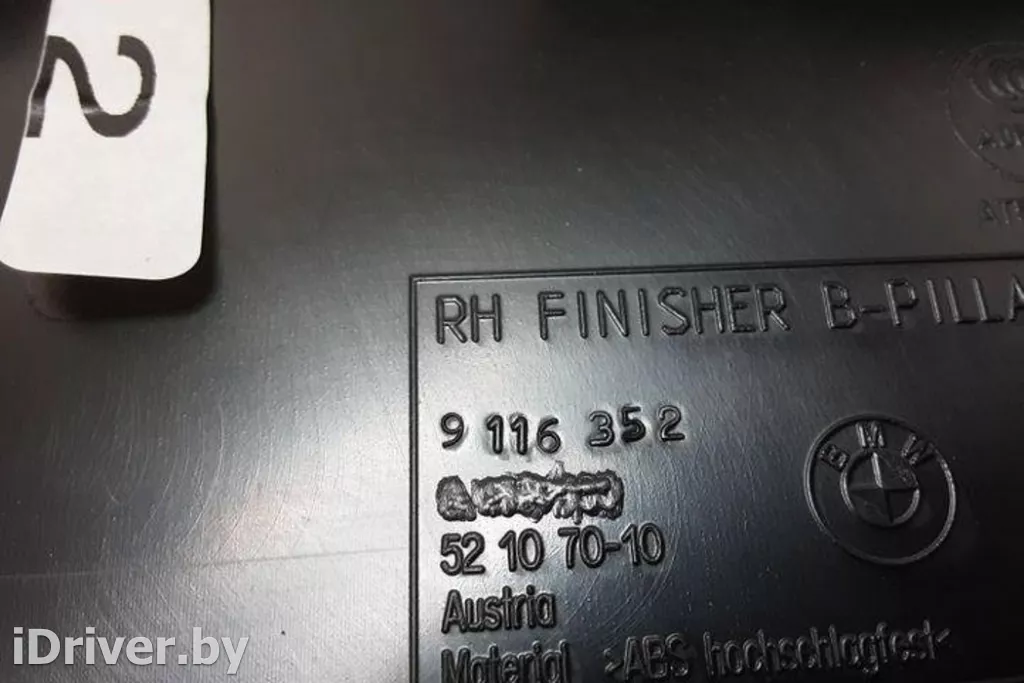 2
RH FINISHER B-PILLA
9 116 352
BMW
52 10 70-10
Austria
Material >ABS hochschlagfest<
iDriver.by